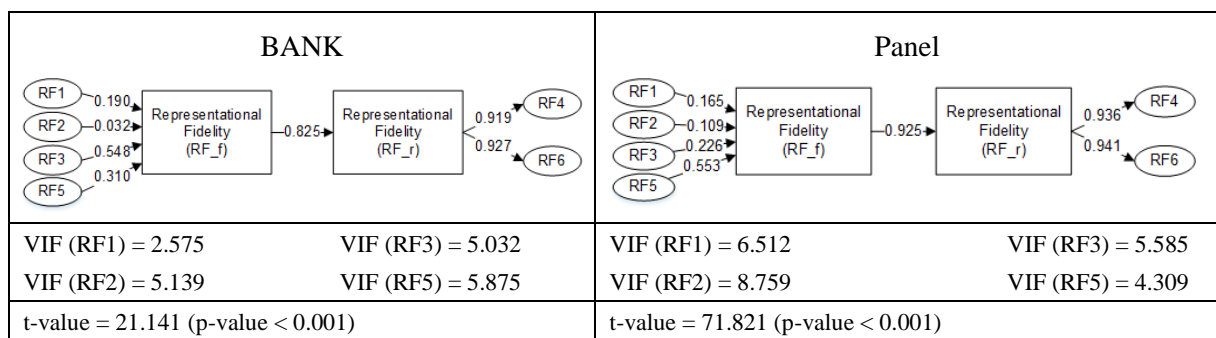 BANK
RF1
RF2
RF3
RF5
0.190
0.032
0.548
0.310
Representational
Fidelity
(RF_f)
0.825
Representational
Fidelity
(RF_r)
0.919
0.927
RF4
RF6
VIF (RF1) = 2.575 VIF (RF3) = 5.032
VIF (RF2) = 5.139 VIF (RF5) = 5.875
t-value = 21.141 (p-value < 0.001)
Panel
RF1
RF2
RF3
RF5
0.165
0.109
0.226
0.553
Representational
Fidelity
(RF_f)
0.925
Representational
Fidelity
(RF_r)
0.936
0.941
RF4
RF6
VIF (RF1) = 6.512 VIF (RF3) = 5.585
VIF (RF2) = 8.759 VIF (RF5) = 4.309
t-value = 71.821 (p-value < 0.001)